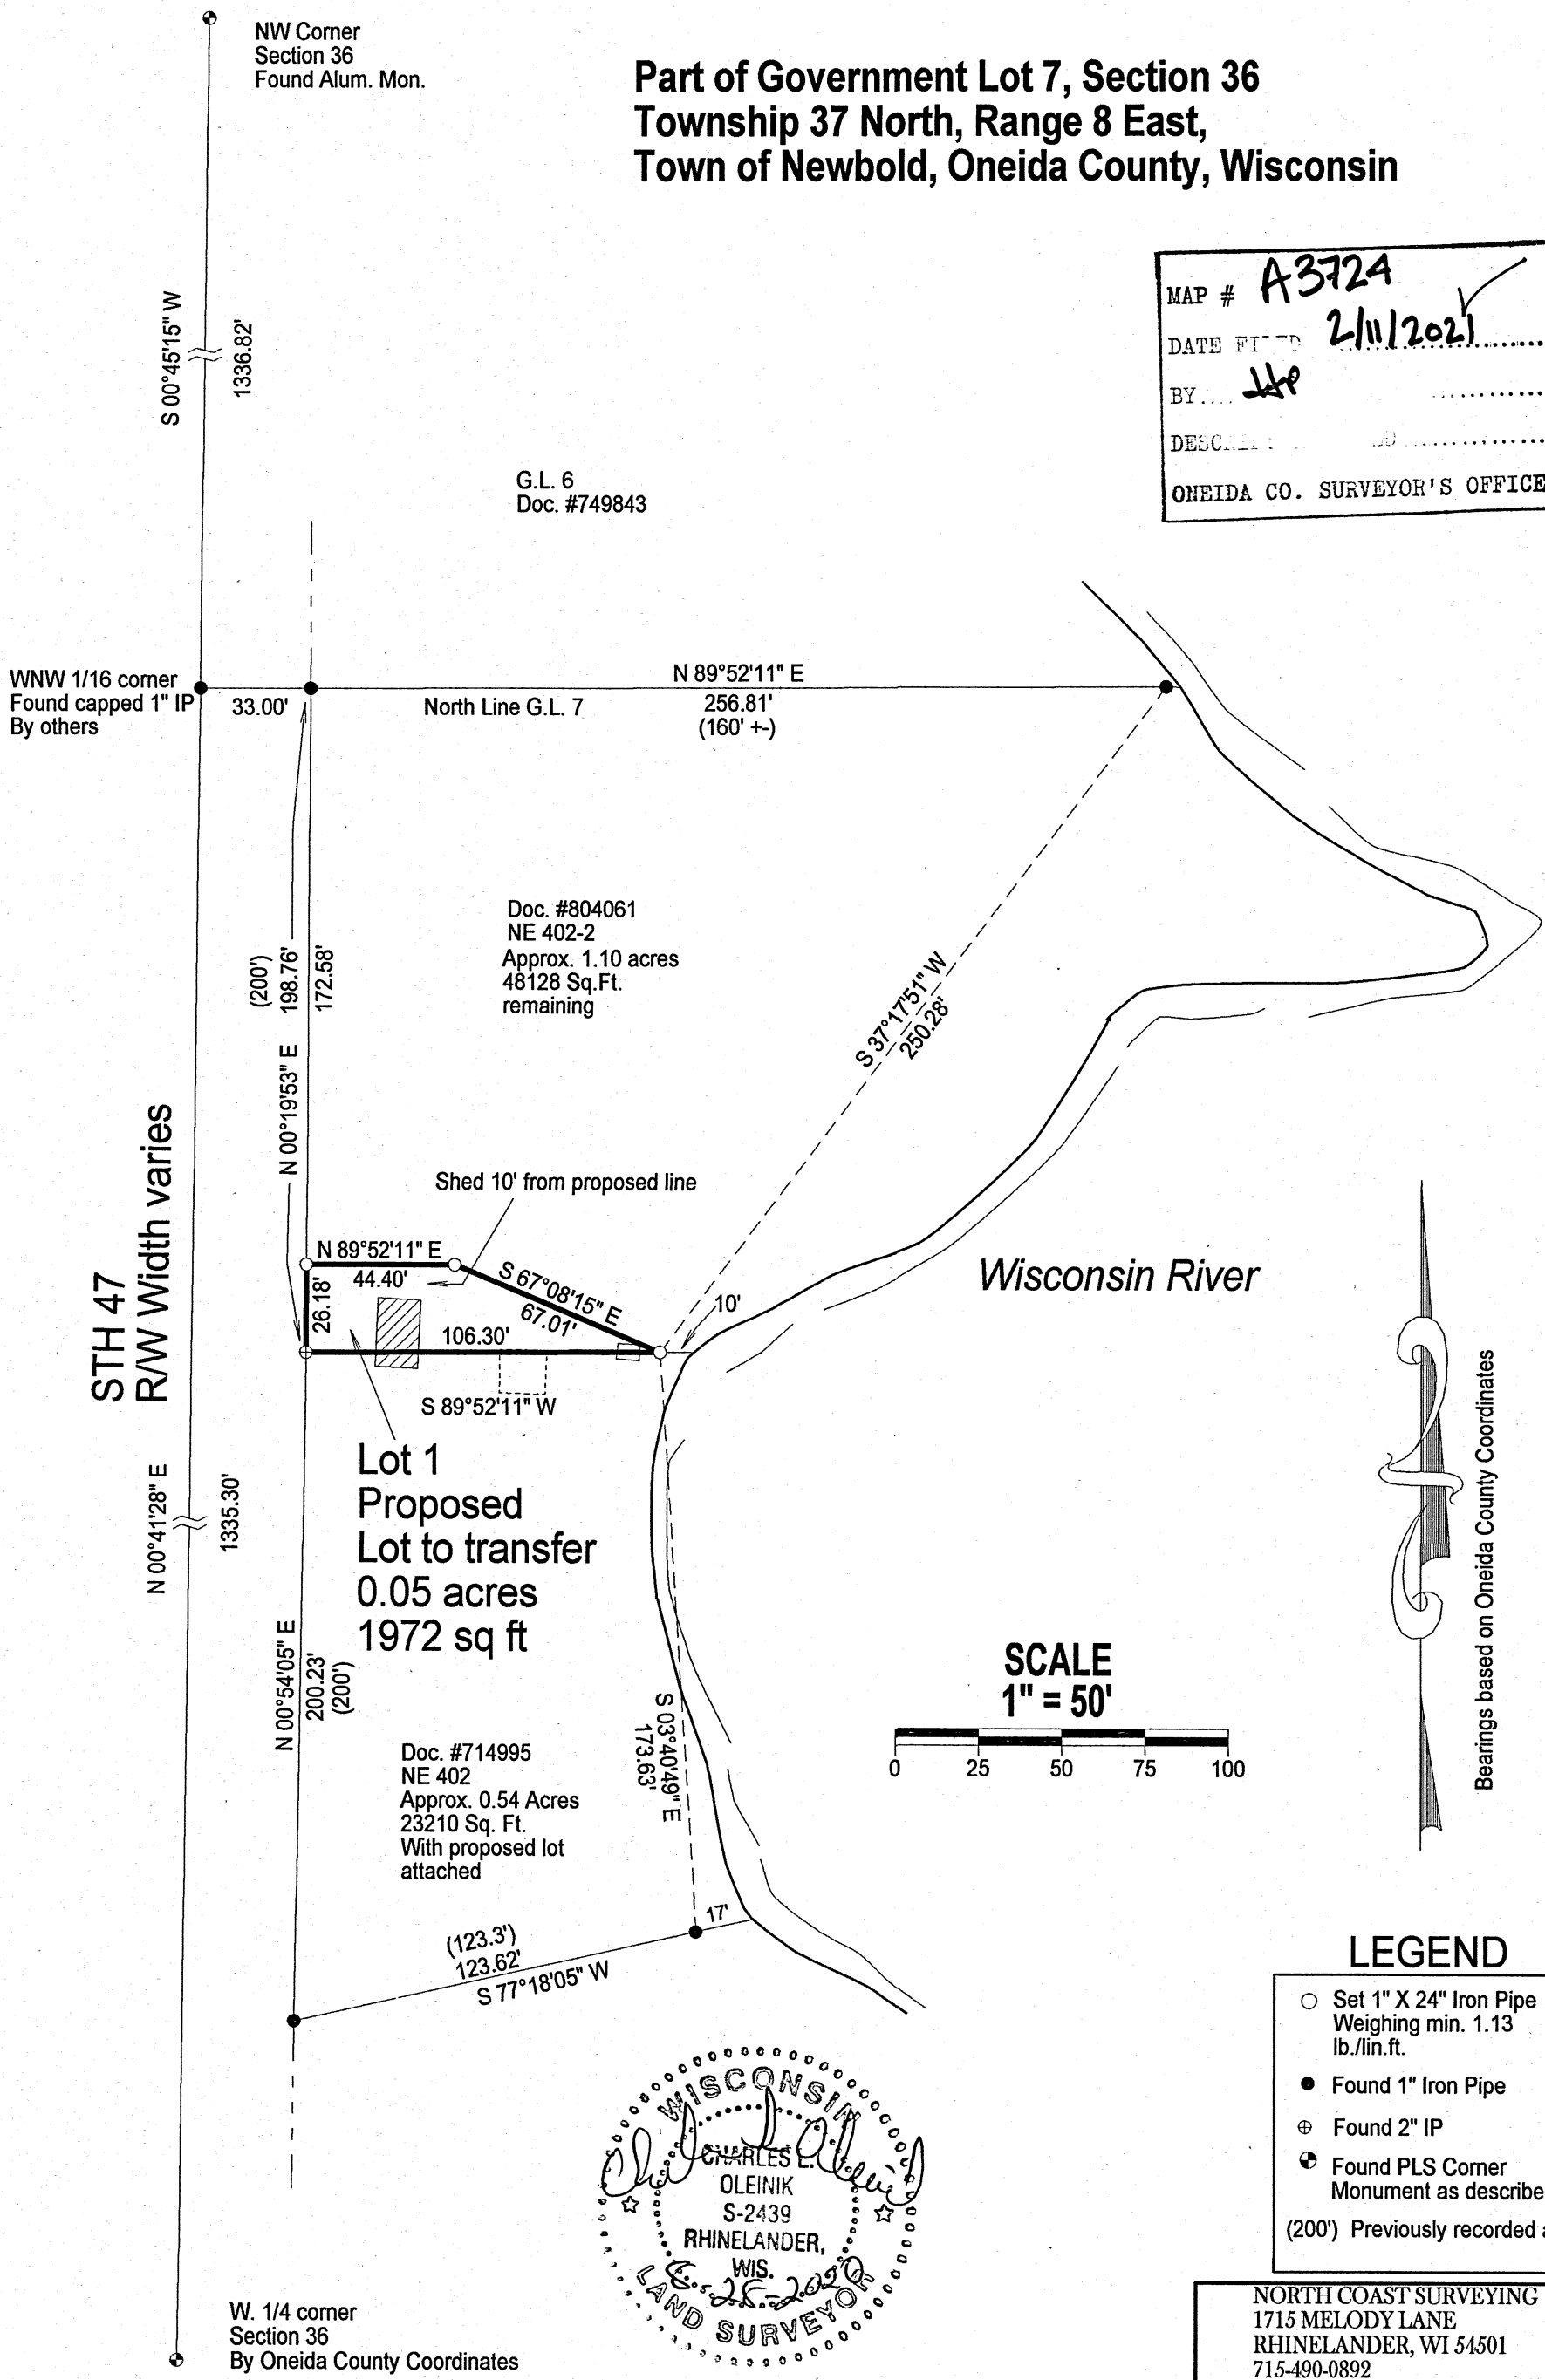 NW Corner
Section 36
Found Alum. Mon.
Part of Government Lot 7, Section 36
Township 37 North, Range 8 East,
Town of Newbold, Oneida County, Wisconsin
MAP # A3724
DATE FILED 2/11/2021
BY....
ONEIDA CO. SURVEYOR'S OFFICE
S 00°45'15" W
1336.82'
G.L. 6
Doc. #749843
WNW 1/16 corner
Found capped 1" IP
By others
33.00'
North Line G.L. 7
N 89°52'11" E
256.81'
(160' +-)
(200')
198.76'
172.58'
N 00°19'53" E
Doc. #804061
NE 402-2
Approx. 1.10 acres
48128 Sq.Ft.
remaining
S 37°17'51" W
250.28'
STH 47
R/W Width varies
Shed 10' from proposed line
N 89°52'11" E
44.40'
S 67°08'15" E
67.01'
26.18'
106.30'
10'
S 89°52'11" W
Wisconsin River
Lot 1
Proposed
Lot to transfer
0.05 acres
1972 sq ft
N 00°41'28" E
1335.30'
N 00°54'05" E
200.23'
(200')
Doc. #714995
NE 402
Approx. 0.54 Acres
23210 Sq. Ft.
With proposed lot
attached
S 03°40'49" E
173.63'
17'
(123.3')
123.62'
S 77°18'05" W
SCALE
1" = 50'
0 25 50 75 100
Bearings based on Oneida County Coordinates
LEGEND
Set 1" X 24" Iron Pipe
Weighing min. 1.13
lb./lin.ft.
Found 1" Iron Pipe
Found 2" IP
Found PLS Corner
Monument as describe
(200') Previously recorded a
WISCONSIN
CHARLES L.
OLEINIK
S-2439
RHINELANDER,
WIS.
8-25-2020
LAND SURVEYOR
W. 1/4 corner
Section 36
By Oneida County Coordinates
NORTH COAST SURVEYING
1715 MELODY LANE
RHINELANDER, WI 54501
715-490-0892